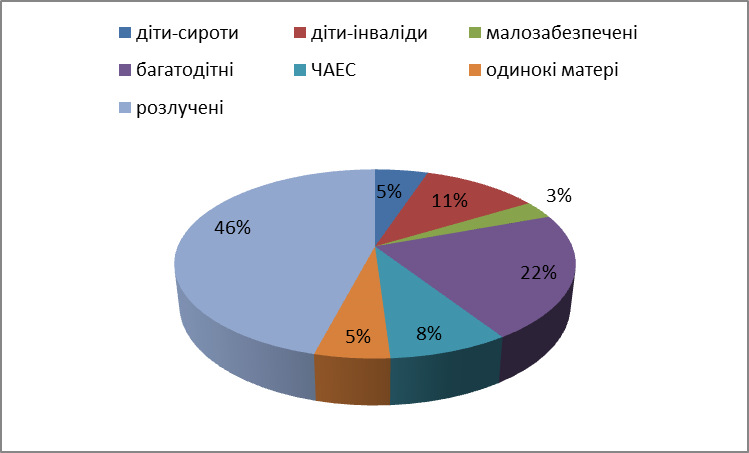 діти-сироти діти-інваліди малозабезпечені
багатодітні ЧАЕС одинокі матері
розлучені
5%
11%
3%
46%
22%
8%
5%